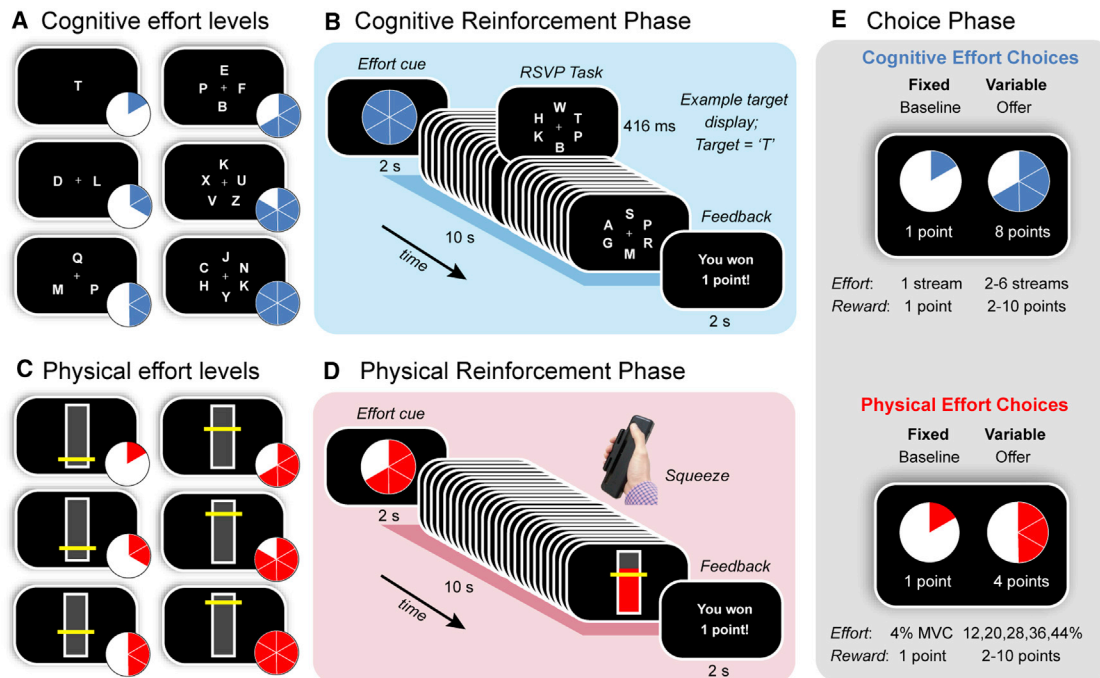 A Cognitive effort levels
T
E
P + F
B
D + L
K
X + U
V Z
Q
+
M P
J
C N
+
H K
Y
B Cognitive Reinforcement Phase
Effort cue
RSVP Task
W
H T
+
K P
B
416 ms
Example target
display;
Target = ‘T’
2 s
S
A P
+
G R
M
10 s
time
Feedback
You won
1 point!
2 s
C Physical effort levels
D Physical Reinforcement Phase
Effort cue
Squeeze
2 s
10 s
time
Feedback
You won
1 point!
2 s
E Choice Phase
Cognitive Effort Choices
Fixed Variable
Baseline Offer
1 point 8 points
Effort: 1 stream 2-6 streams
Reward: 1 point 2-10 points
Physical Effort Choices
Fixed Variable
Baseline Offer
1 point 4 points
Effort: 4% MVC 12,20,28,36,44%
Reward: 1 point 2-10 points